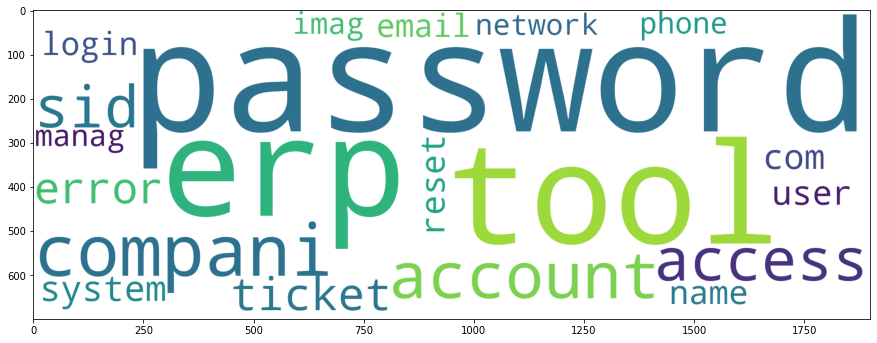 imag email network phone
login
password
sid
manag
erp tool
reset
com
error
user
compani
access
account
system
ticket
name
0
100
200
300
400
500
600
0 250 500 750 1000 1250 1500 1750